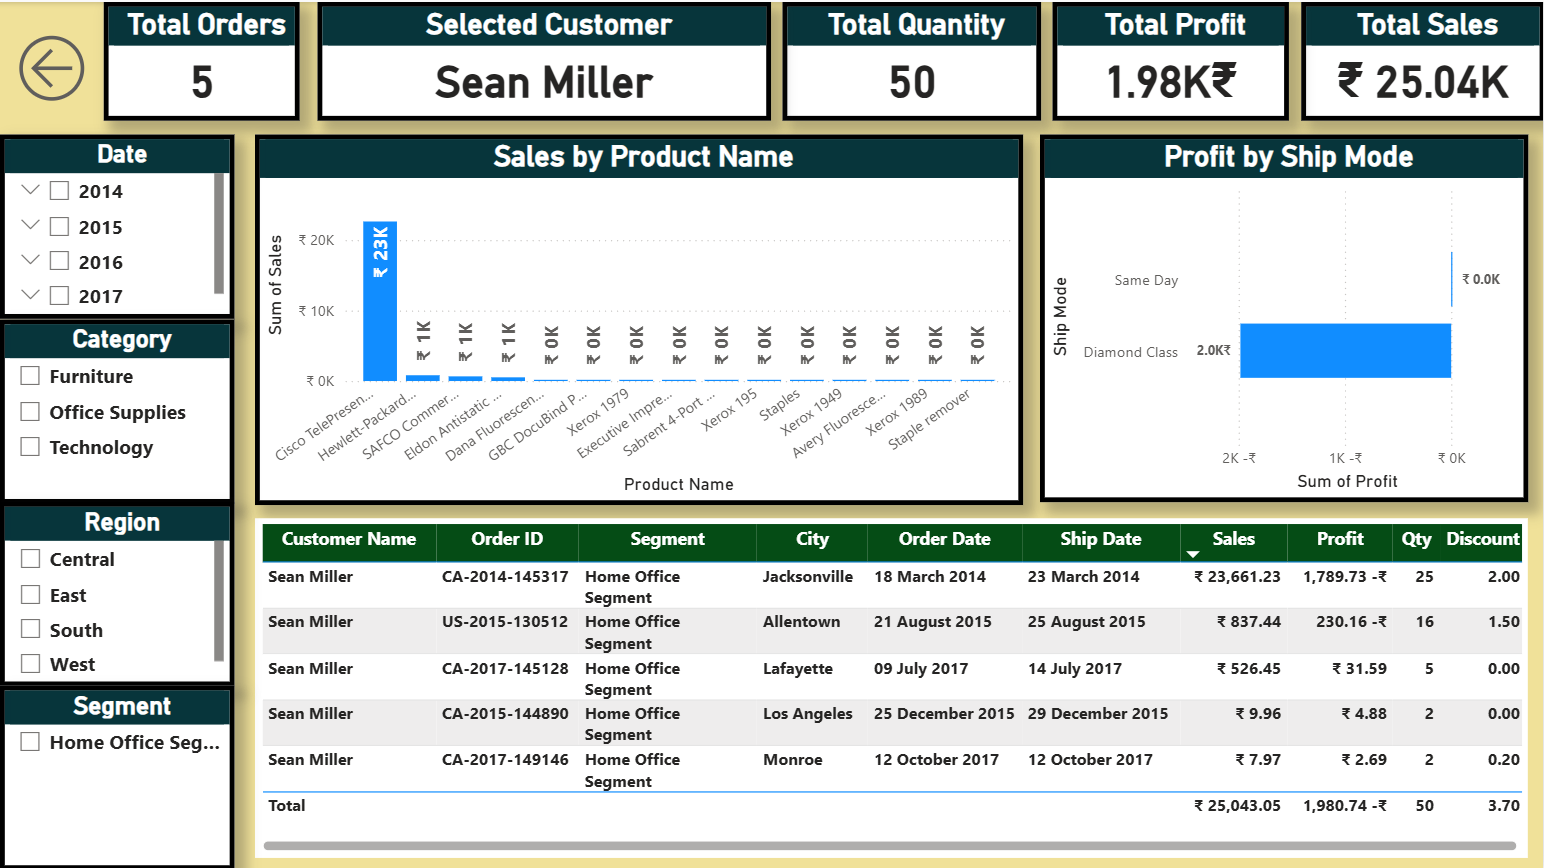 Total Orders
5
Selected Customer
Sean Miller
Total Quantity
50
Total Profit
1.98K₹
Total Sales
₹ 25.04K
Date
2014
2015
2016
2017
Category
Furniture
Office Supplies
Technology
Region
Central
East
South
West
Segment
Home Office Seg...
Sales by Product Name
Sum of Sales
₹ 20K
₹ 10K
₹ 0K
₹ 23K
₹ 1K
₹ 1K
₹ 1K
₹ 0K
₹ 0K
₹ 0K
₹ 0K
₹ 0K
₹ 0K
₹ 0K
₹ 0K
₹ 0K
₹ 0K
₹ 0K
Cisco TelePresen...
Hewlett-Packard...
SAFCO Commer...
Eldon Antistatic ...
Dana Fluorescen...
GBC DocuBind P...
Xerox 1979
Executive Impre...
Sabrent 4-Port ...
Xerox 195
Staples
Xerox 1949
Avery Fluoresce...
Xerox 1989
Staple remover
Product Name
Profit by Ship Mode
Ship Mode
Same Day
₹ 0.0K
Diamond Class
2.0K₹
2K -₹
1K -₹
₹ 0K
Sum of Profit
Customer Name Order ID Segment City Order Date Ship Date Sales Profit Qty Discount
Sean Miller CA-2014-145317 Home Office Jacksonville 18 March 2014 23 March 2014 ₹ 23,661.23 1,789.73 -₹ 25 2.00
Segment
Sean Miller US-2015-130512 Home Office Allentown 21 August 2015 25 August 2015 ₹ 837.44 230.16 -₹ 16 1.50
Segment
Sean Miller CA-2017-145128 Home Office Lafayette 09 July 2017 14 July 2017 ₹ 526.45 ₹ 31.59 5 0.00
Segment
Sean Miller CA-2015-144890 Home Office Los Angeles 25 December 2015 29 December 2015 ₹ 9.96 ₹ 4.88 2 0.00
Segment
Sean Miller CA-2017-149146 Home Office Monroe 12 October 2017 12 October 2017 ₹ 7.97 ₹ 2.69 2 0.20
Segment
Total ₹ 25,043.05 1,980.74 -₹ 50 3.70